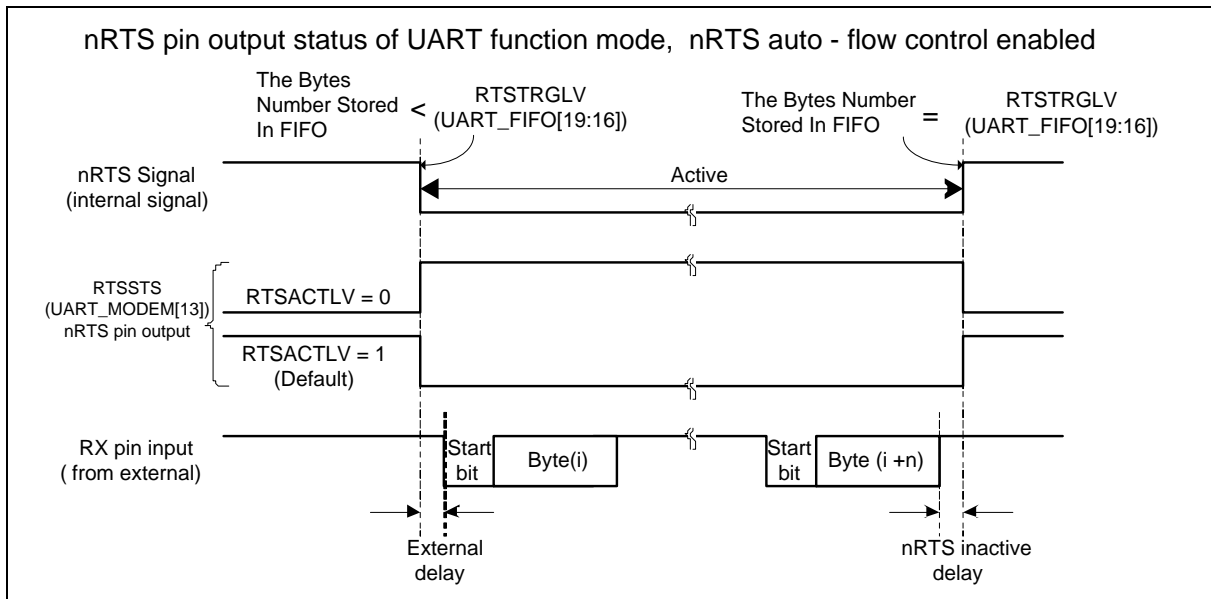 nRTS pin output status of UART function mode, nRTS auto - flow control enabled
The Bytes
Number Stored
In FIFO
<
RTSTRGLV
(UART_FIFO[19:16])
The Bytes Number
Stored In FIFO
=
RTSTRGLV
(UART_FIFO[19:16])
nRTS Signal
(internal signal)
Active
RTSSTS
(UART_MODEM[13])
nRTS pin output
RTSACTLV = 0
RTSACTLV = 1
(Default)
RX pin input
( from external)
Start
bit
Byte(i)
Start
bit
Byte (i +n)
External
delay
nRTS inactive
delay